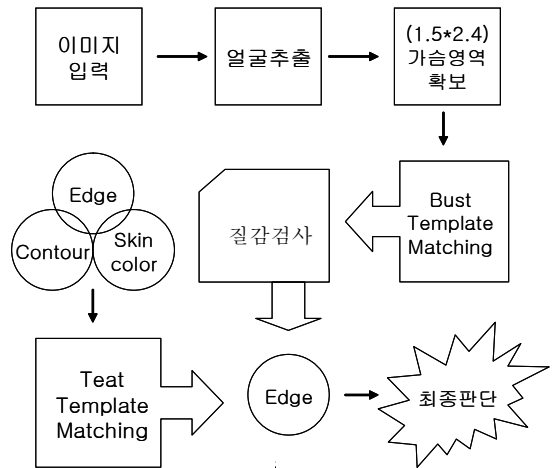 이미지
입력
얼굴추출
(1.5*2.4)
가슴영역
확보
Edge
Contour
Skin
color
질감검사
Bust
Template
Matching
Teat
Template
Matching
Edge
최종판단